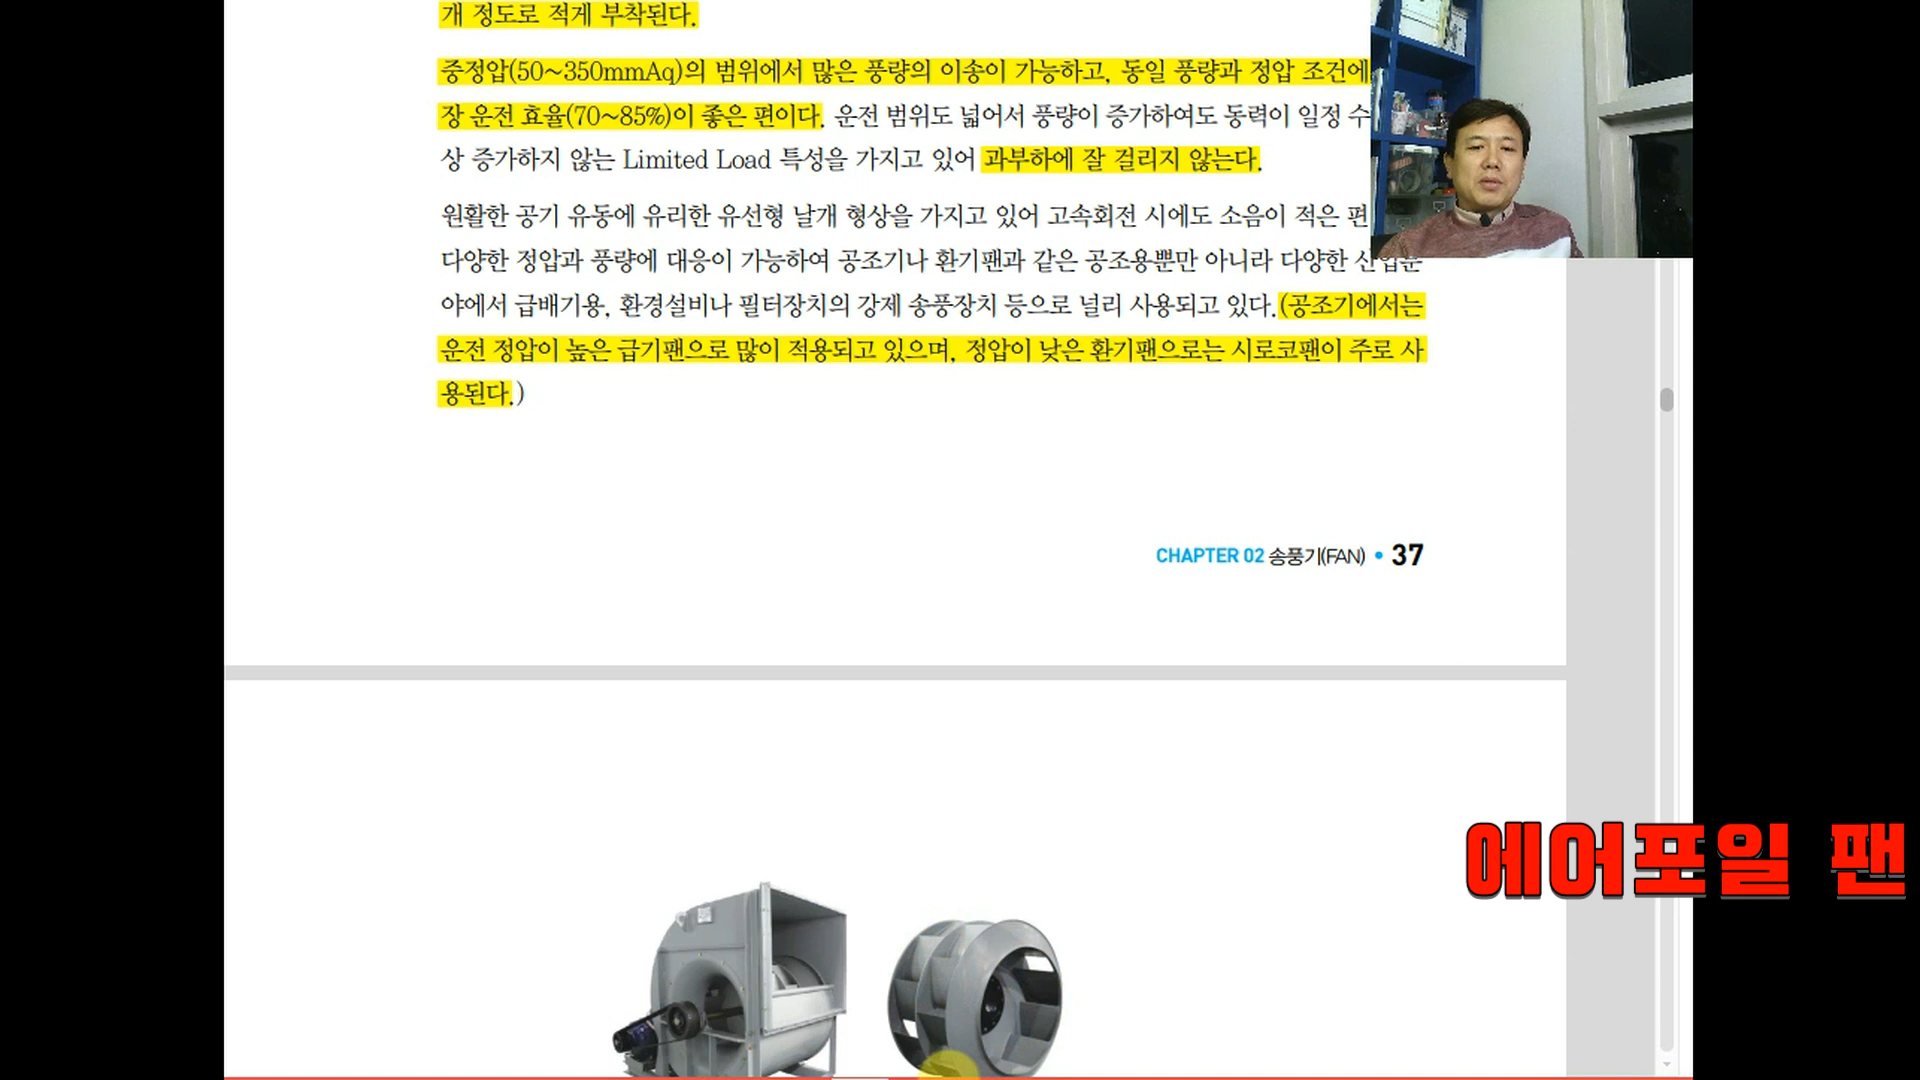 개 정도로 적게 부착된다.
중정압(50~350mmAq)의 범위에서 많은 풍량의 이송이 가능하고, 동일 풍량과 정압 조건에
장 운전 효율(70~85%)이 좋은 편이다. 운전 범위도 넓어서 풍량이 증가하여도 동력이 일정 수
상 증가하지 않는 Limited Load 특성을 가지고 있어 과부하에 잘 걸리지 않는다.
원활한 공기 유동에 유리한 유선형 날개 형상을 가지고 있어 고속회전 시에도 소음이 적은 편
다양한 정압과 풍량에 대응이 가능하여 공조기나 환기팬과 같은 공조용뿐만 아니라 다양한 산업분
야에서 급배기용, 환경설비나 필터장치의 강제 송풍장치 등으로 널리 사용되고 있다.(공조기에서는
운전 정압이 높은 급기팬으로 많이 적용되고 있으며, 정압이 낮은 환기팬으로는 시로코팬이 주로 사
용된다.)
CHAPTER 02 송풍기(FAN) • 37
에어포일 팬